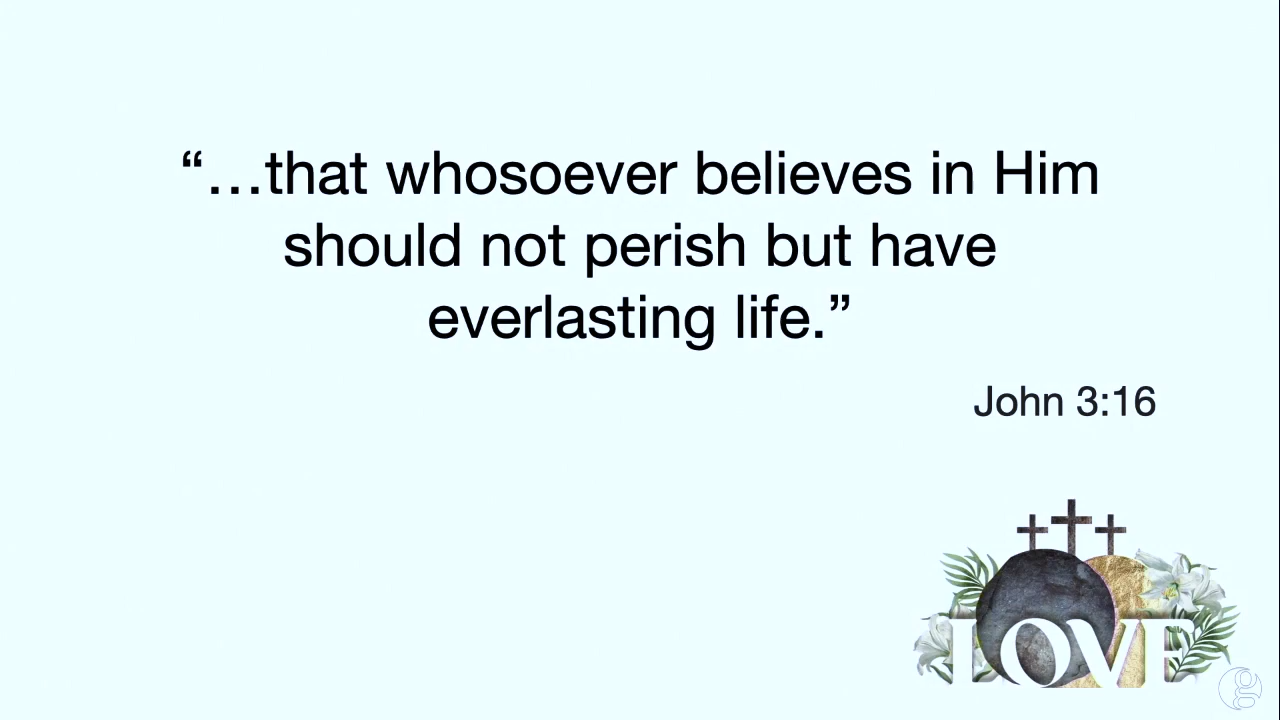 “…that whosoever believes in Him
should not perish but have
everlasting life.”
John 3:16
LOVE
g